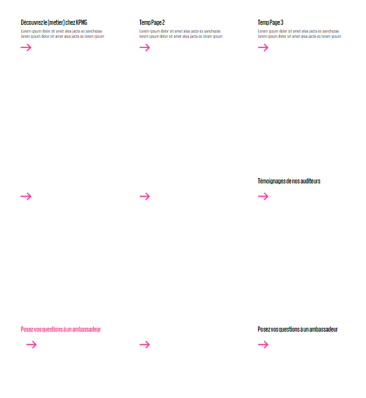 Découvrez le [métier] chez KPMG
Lorem ipsum dolor sit amet alea jacta es sanchosse
lorem ipsum dolor sit amet alea jacta es lorem ipsum
Temp Page 2
Lorem ipsum dolor sit amet alea jacta es sanchosse
lorem ipsum dolor sit amet alea jacta es lorem ipsum
Temp Page 3
Lorem ipsum dolor sit amet alea jacta es sanchosse
lorem ipsum dolor sit amet alea jacta es lorem ipsum
Témoignages de nos auditeurs
Posez vos questions à un ambassadeur
Posez vos questions à un ambassadeur